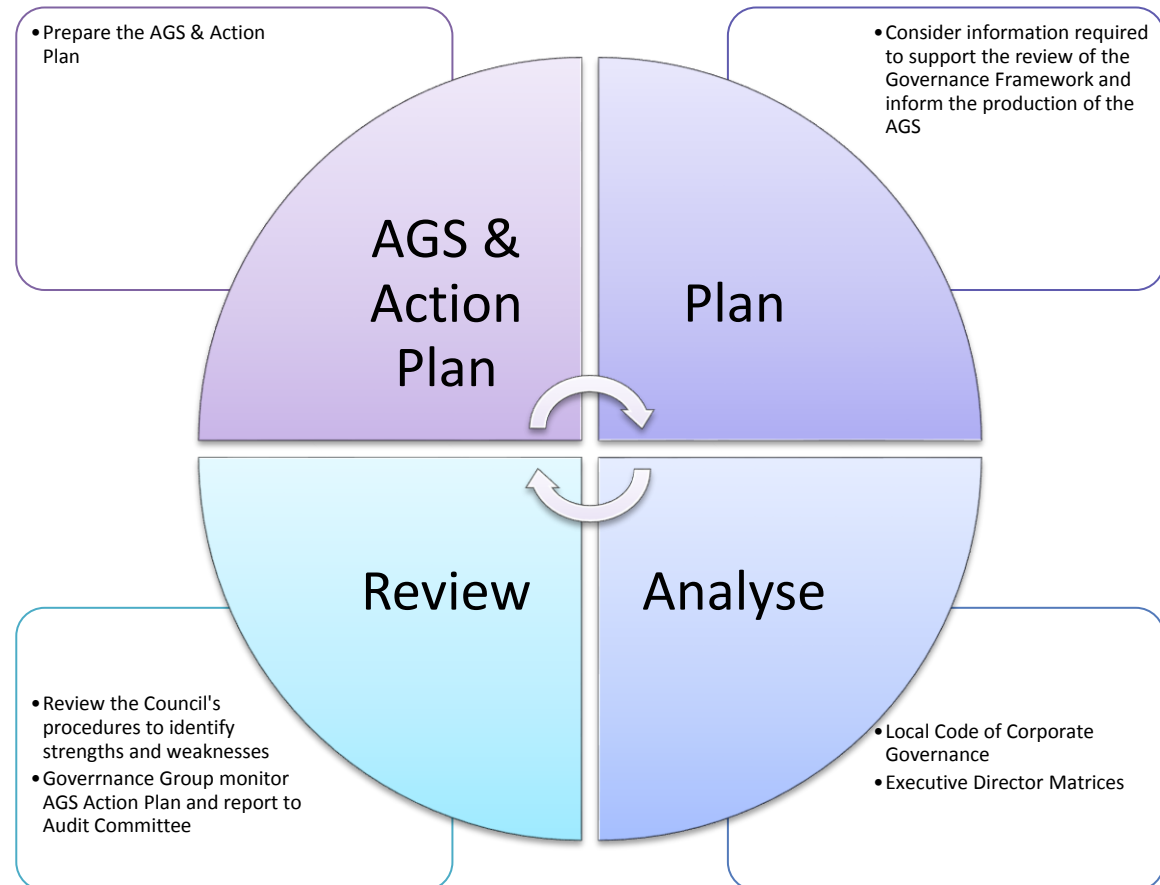 •Prepare the AGS & Action
Plan
•Consider information required
to support the review of the
Governance Framework and
inform the production of the
AGS
AGS &
Action
Plan
Plan
Review
Analyse
•Review the Council's
procedures to identify
strengths and weaknesses
•Goverrnance Group monitor
AGS Action Plan and report to
Audit Committee
•Local Code of Corporate
Governance
•Executive Director Matrices